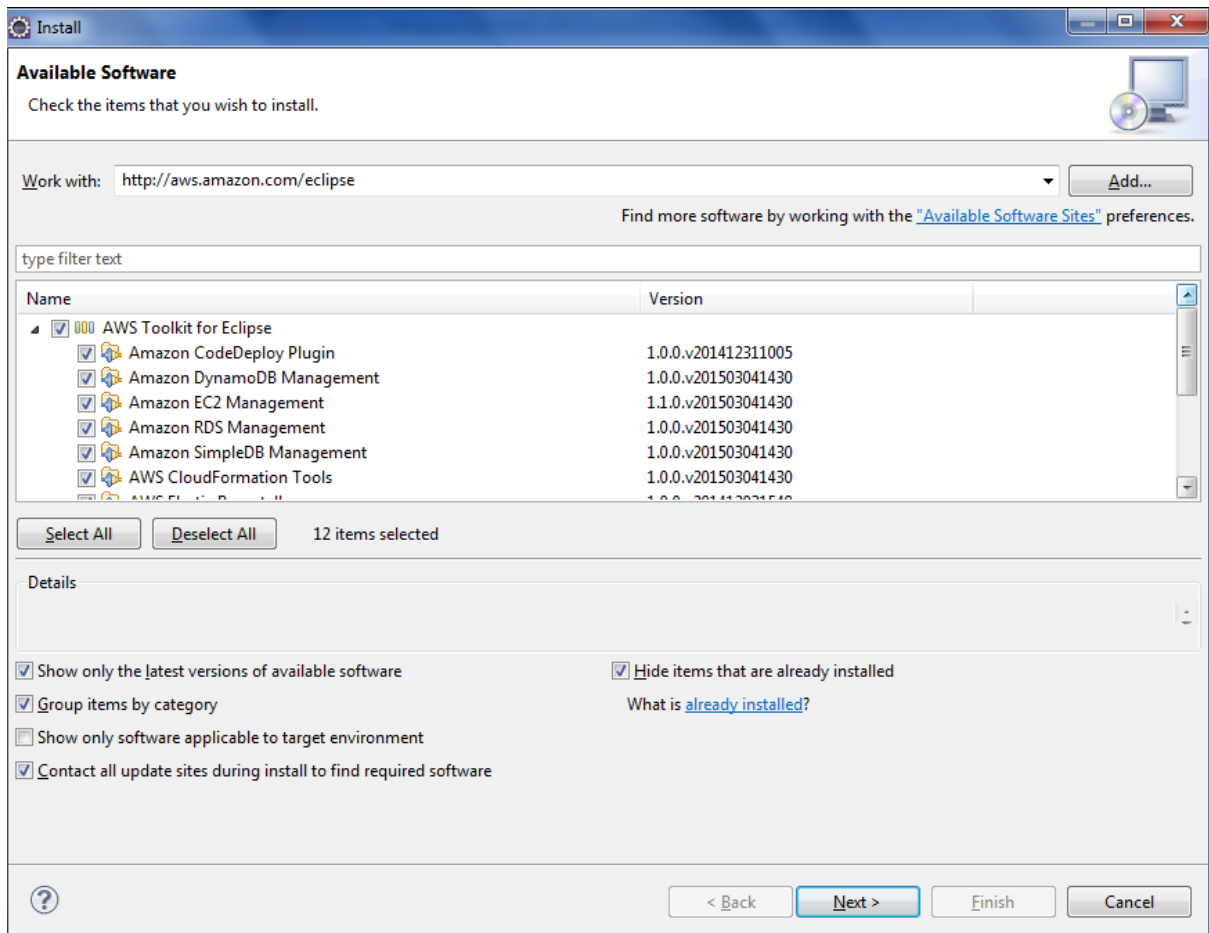 Install
Available Software
Check the items that you wish to install.
Work with: http://aws.amazon.com/eclipse Add...
Find more software by working with the "Available Software Sites" preferences.
type filter text
Name Version
AWS Toolkit for Eclipse
Amazon CodeDeploy Plugin 1.0.0.v201412311005
Amazon DynamoDB Management 1.0.0.v201503041430
Amazon EC2 Management 1.1.0.v201503041430
Amazon RDS Management 1.0.0.v201503041430
Amazon SimpleDB Management 1.0.0.v201503041430
AWS CloudFormation Tools 1.0.0.v201503041430
Select All Deselect All 12 items selected
Details
Show only the latest versions of available software Hide items that are already installed
Group items by category What is already installed?
Show only software applicable to target environment
Contact all update sites during install to find required software
? < Back Next > Finish Cancel